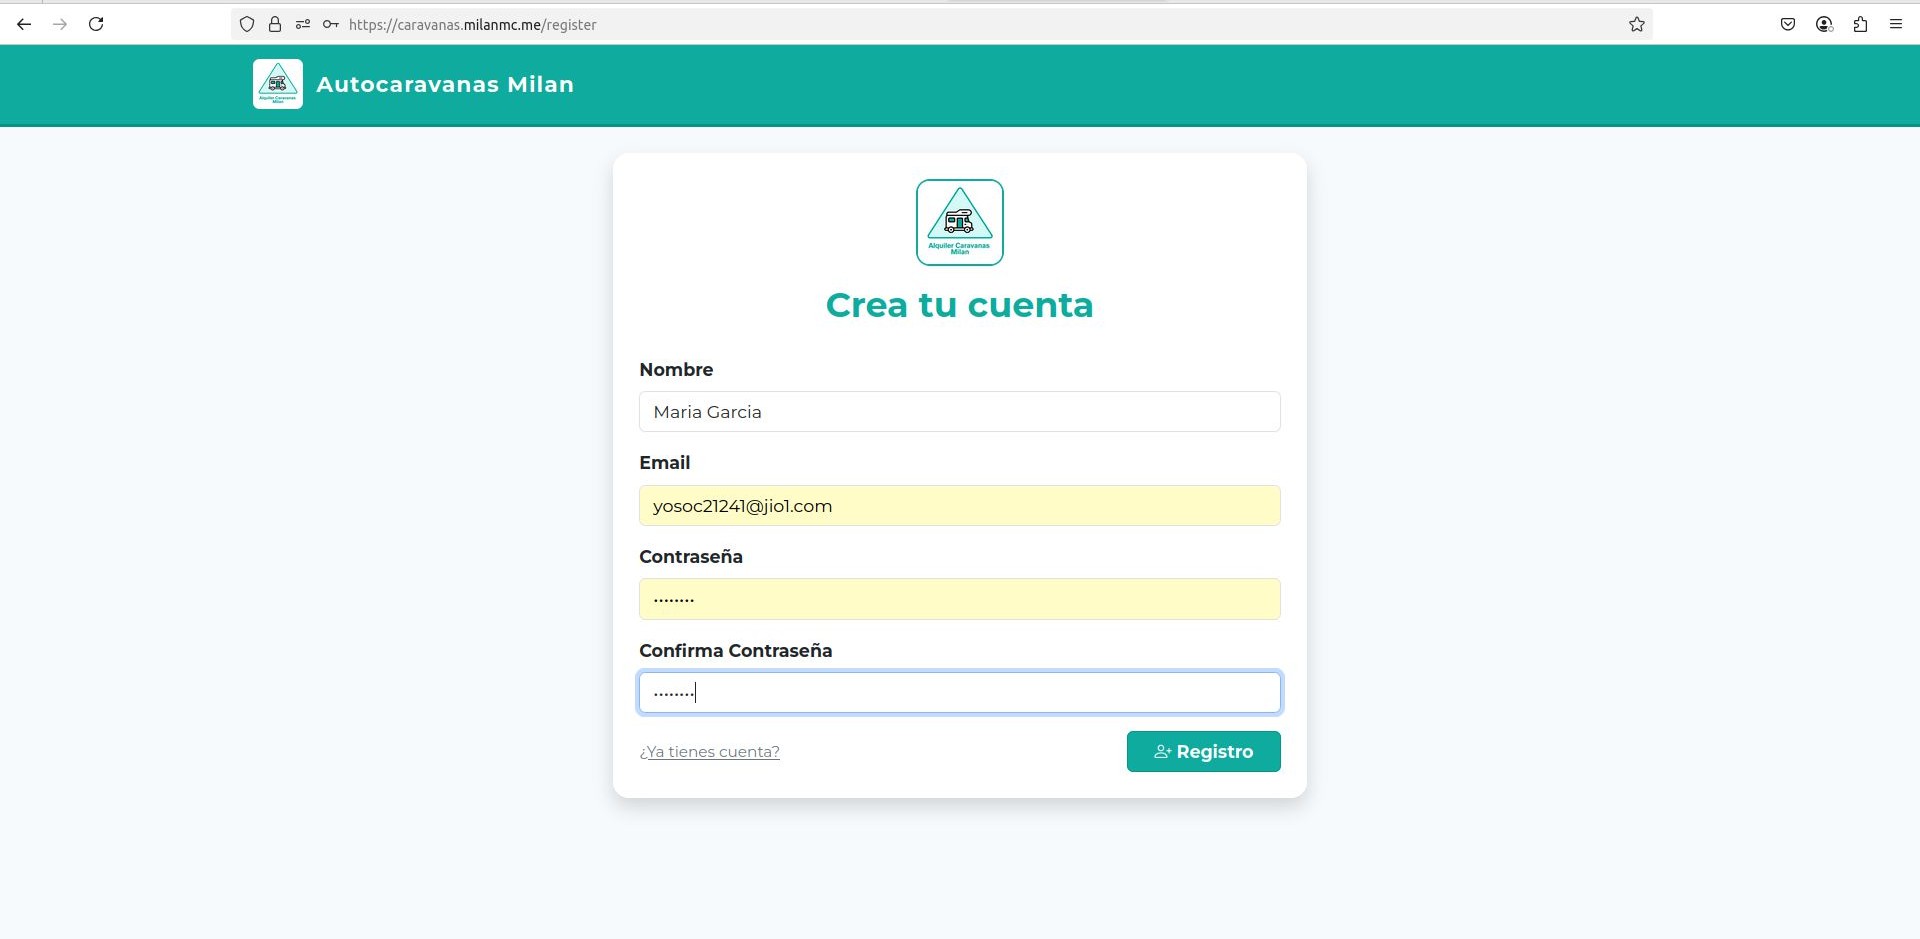 https://caravanas.milanmc.me/register
Autocaravanas Milan
Alquiler Caravanas
Milan
Crea tu cuenta
Nombre
Maria Garcia
Email
yosoc21241@jio1.com
Contraseña
••••••••
Confirma Contraseña
••••••••
¿Ya tienes cuenta?
Registro